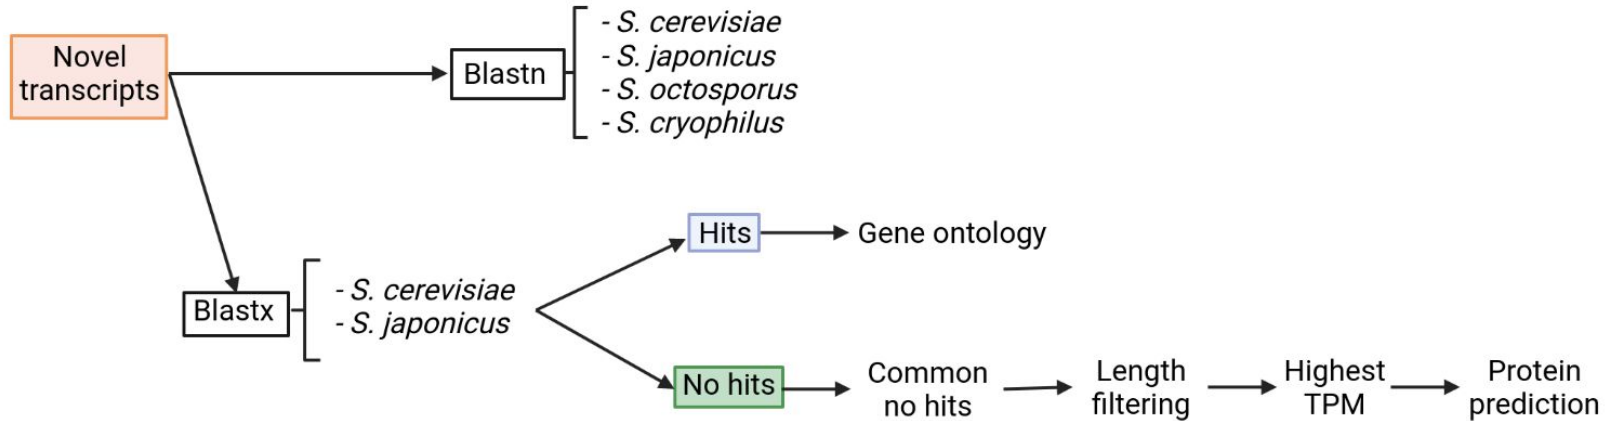 Novel
transcripts
Blastn
- S. cerevisiae
- S. japonicus
- S. octosporus
- S. cryophilus
Blastx
- S. cerevisiae
- S. japonicus
Hits
Gene ontology
No hits
Common
no hits
Length
filtering
Highest
TPM
Protein
prediction